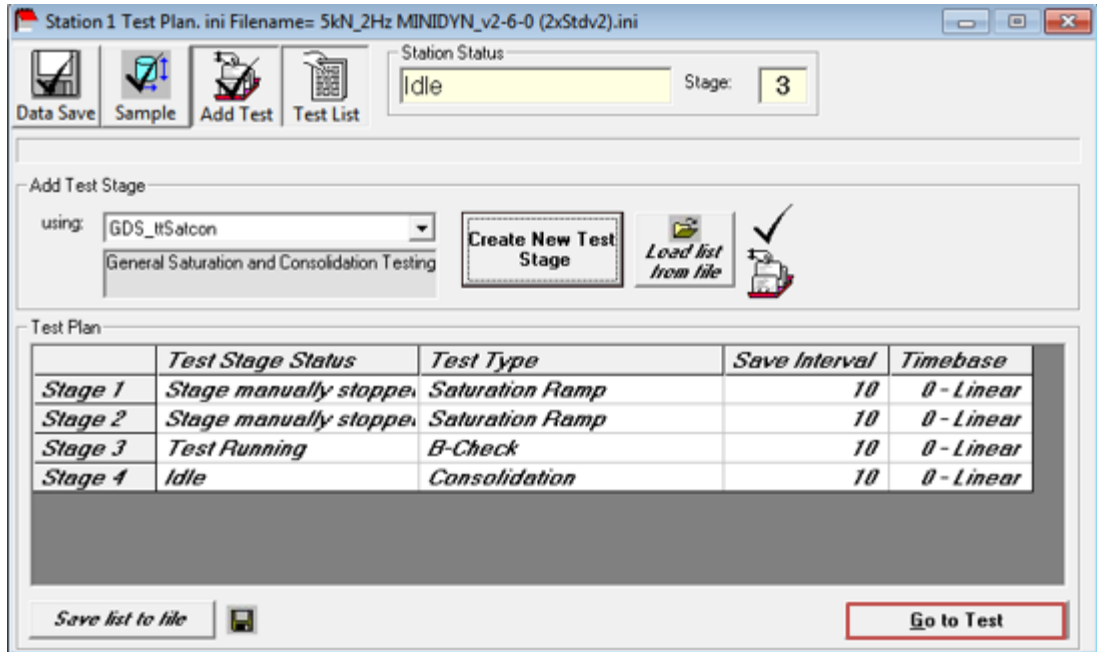 Station 1 Test Plan. ini Filename= 5kN_2Hz MINIDYN_v2-6-0 (2xStdv2).ini
Data Save
Sample
Add Test
Test List
Station Status
Idle
Stage:
3
Add Test Stage
using:
GDS_ttSatcon
General Saturation and Consolidation Testing
Create New Test
Stage
Load list
from file
Test Plan
Test Stage Status Test Type Save Interval Timebase
Stage 1 Stage manually stoppe Saturation Ramp 10 0 - Linear
Stage 2 Stage manually stoppe Saturation Ramp 10 0 - Linear
Stage 3 Test Running B-Check 10 0 - Linear
Stage 4 Idle Consolidation 10 0 - Linear
Save list to file
Go to Test